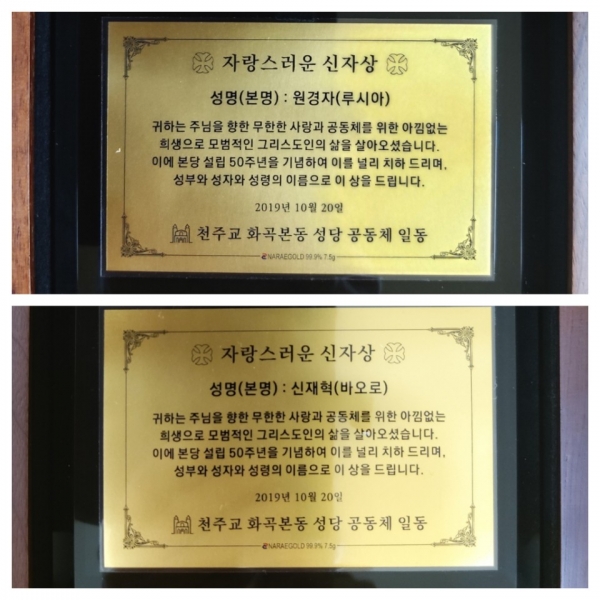 자랑스러운 신자상
성명(본명) : 원경자(루시아)
귀하는 주님을 향한 무한한 사랑과 공동체를 위한 아낌없는
희생으로 모범적인 그리스도인의 삶을 살아오셨습니다.
이에 본당 설립 50주년을 기념하여 이를 널리 치하 드리며,
성부와 성자와 성령의 이름으로 이 상을 드립니다.
2019년 10월 20일
천주교 화곡본동 성당 공동체 일동
NARAEGOLD 99.9% 7.5g
자랑스러운 신자상
성명(본명) : 신재혁(바오로)
귀하는 주님을 향한 무한한 사랑과 공동체를 위한 아낌없는
희생으로 모범적인 그리스도인의 삶을 살아오셨습니다.
이에 본당 설립 50주년을 기념하여 이를 널리 치하 드리며,
성부와 성자와 성령의 이름으로 이 상을 드립니다.
2019년 10월 20일
천주교 화곡본동 성당 공동체 일동
NARAEGOLD 99.9% 7.5g